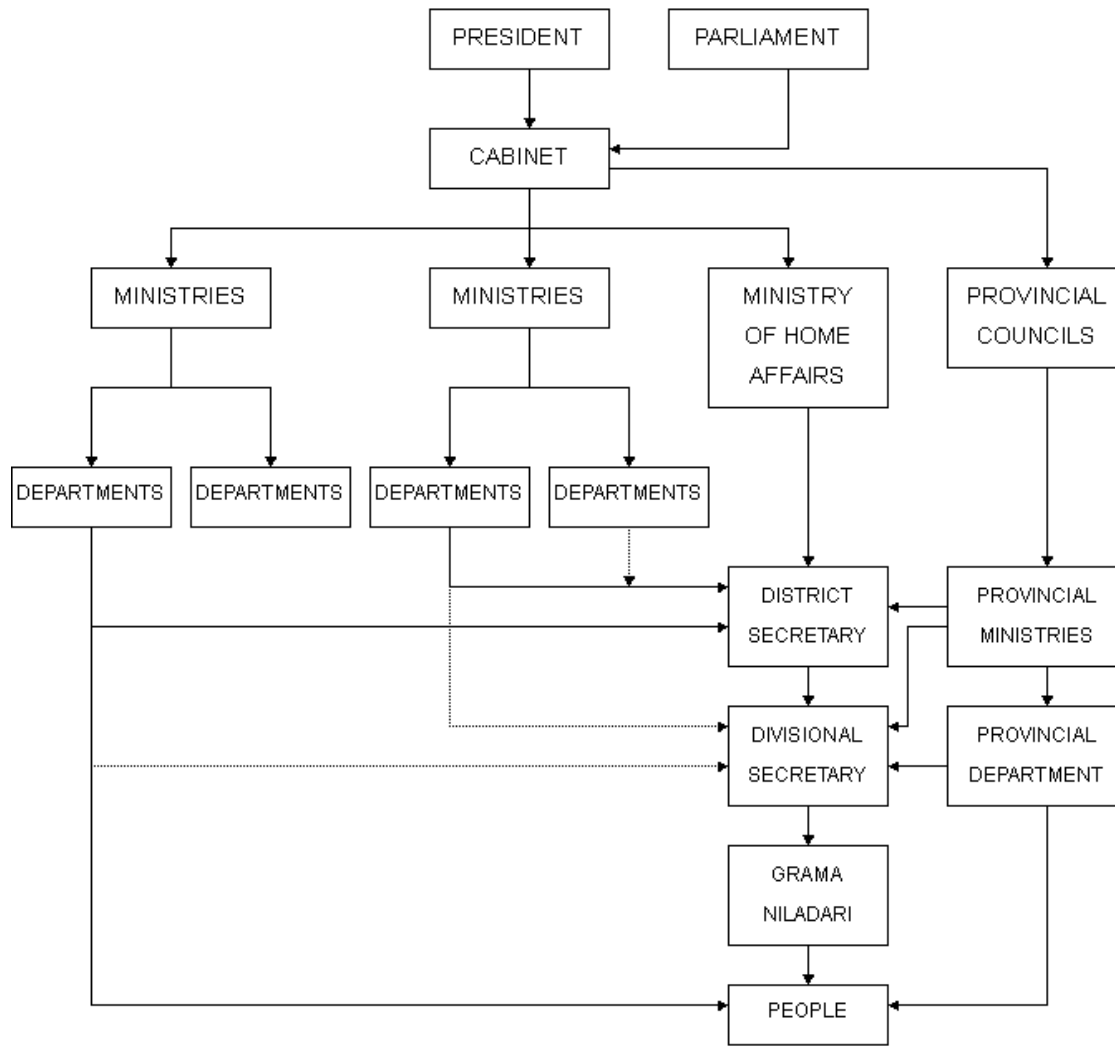 PRESIDENT
PARLIAMENT
CABINET
MINISTRIES
MINISTRIES
MINISTRY
OF HOME
AFFAIRS
PROVINCIAL
COUNCILS
DEPARTMENTS
DEPARTMENTS
DEPARTMENTS
DEPARTMENTS
DISTRICT
SECRETARY
PROVINCIAL
MINISTRIES
DIVISIONAL
SECRETARY
PROVINCIAL
DEPARTMENT
GRAMA
NILADARI
PEOPLE